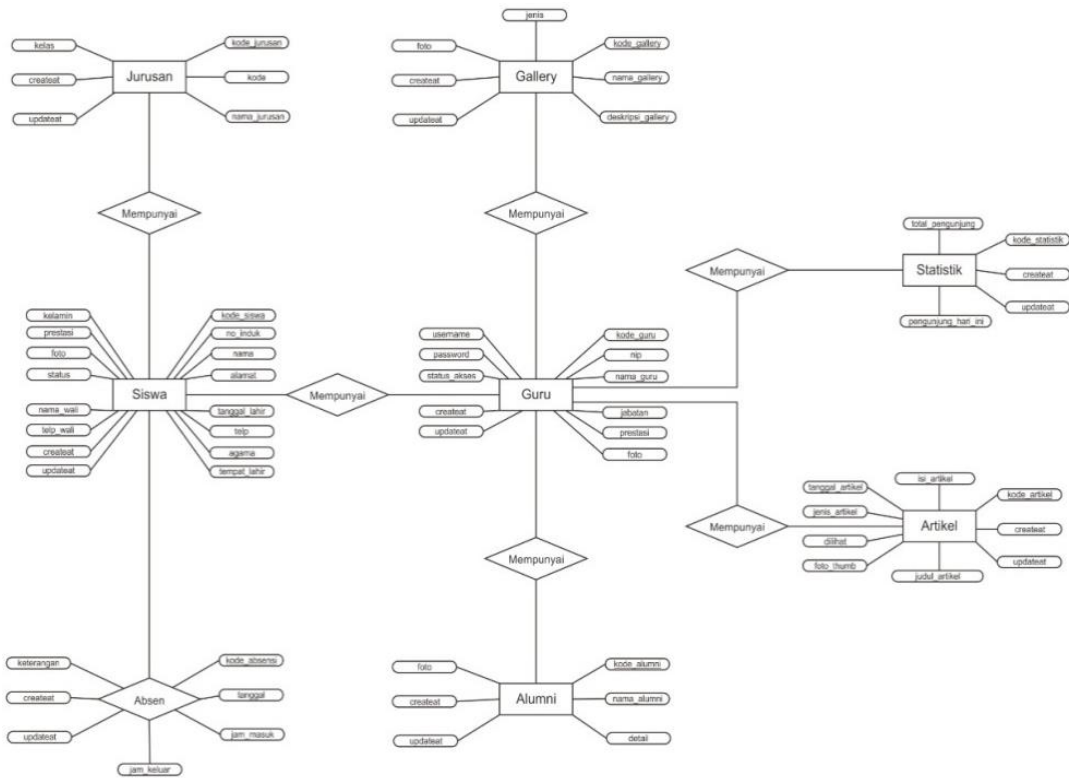 jenis
kelas
kode_jurusan
createat
Jurusan
kode
updateat
nama_jurusan
foto
kode_gallery
createat
Gallery
nama_gallery
updateat
deskripsi_gallery
Mempunyai
Mempunyai
total_pengunjung
kode_statistik
Mempunyai
Statistik
createat
updateat
pengunjung_hari_ini
kelamin
kode_siswa
prestasi
no_induk
foto
nama
status
alamat
Siswa
nama_wali
tanggal_lahir
telp_wali
telp
createat
agama
updateat
tempat_lahir
Mempunyai
username
kode_guru
password
nip
status_akses
nama_guru
Guru
createat
jabatan
updateat
prestasi
foto
Mempunyai
isi_artikel
tanggal_artikel
kode_artikel
jenis_artikel
Artikel
createat
dilihat
foto_thumb
updateat
judul_artikel
Mempunyai
keterangan
kode_absensi
createat
Absen
tanggal
updateat
jam_masuk
jam_keluar
foto
kode_alumni
createat
Alumni
nama_alumni
updateat
detail